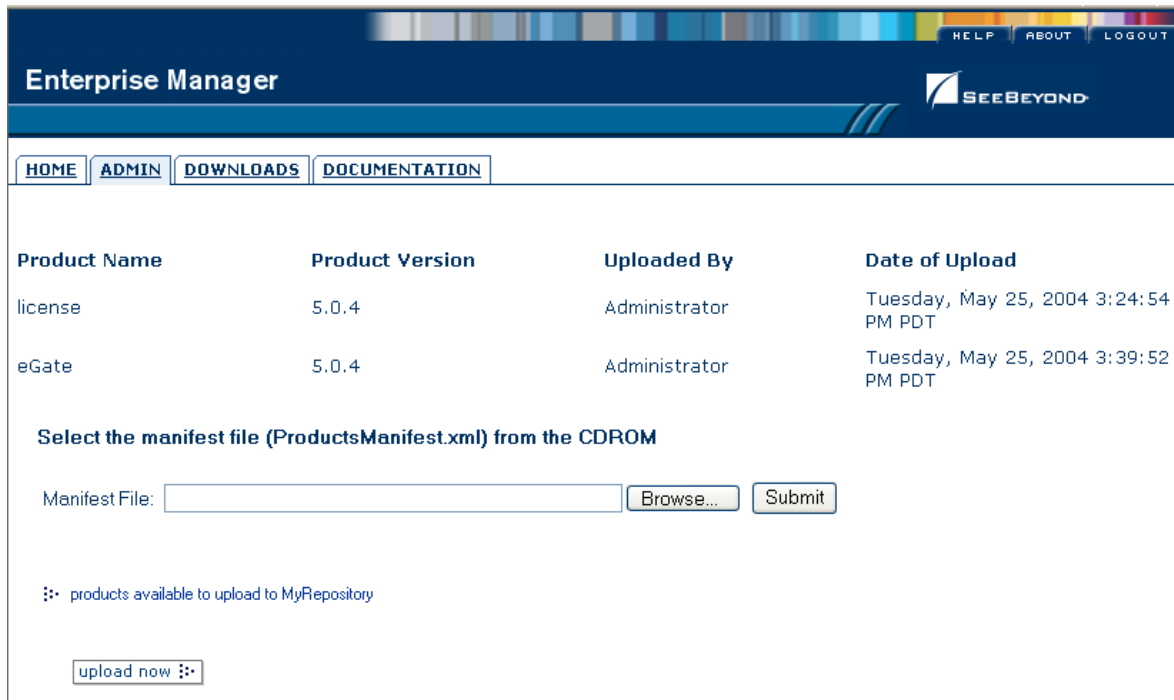 HELP ABOUT LOGOUT
Enterprise Manager
SEEBEYOND
HOME ADMIN DOWNLOADS DOCUMENTATION
Product Name Product Version Uploaded By Date of Upload
license 5.0.4 Administrator Tuesday, May 25, 2004 3:24:54
PM PDT
eGate 5.0.4 Administrator Tuesday, May 25, 2004 3:39:52
PM PDT
Select the manifest file (ProductsManifest.xml) from the CDROM
Manifest File: Browse... Submit
products available to upload to MyRepository
upload now